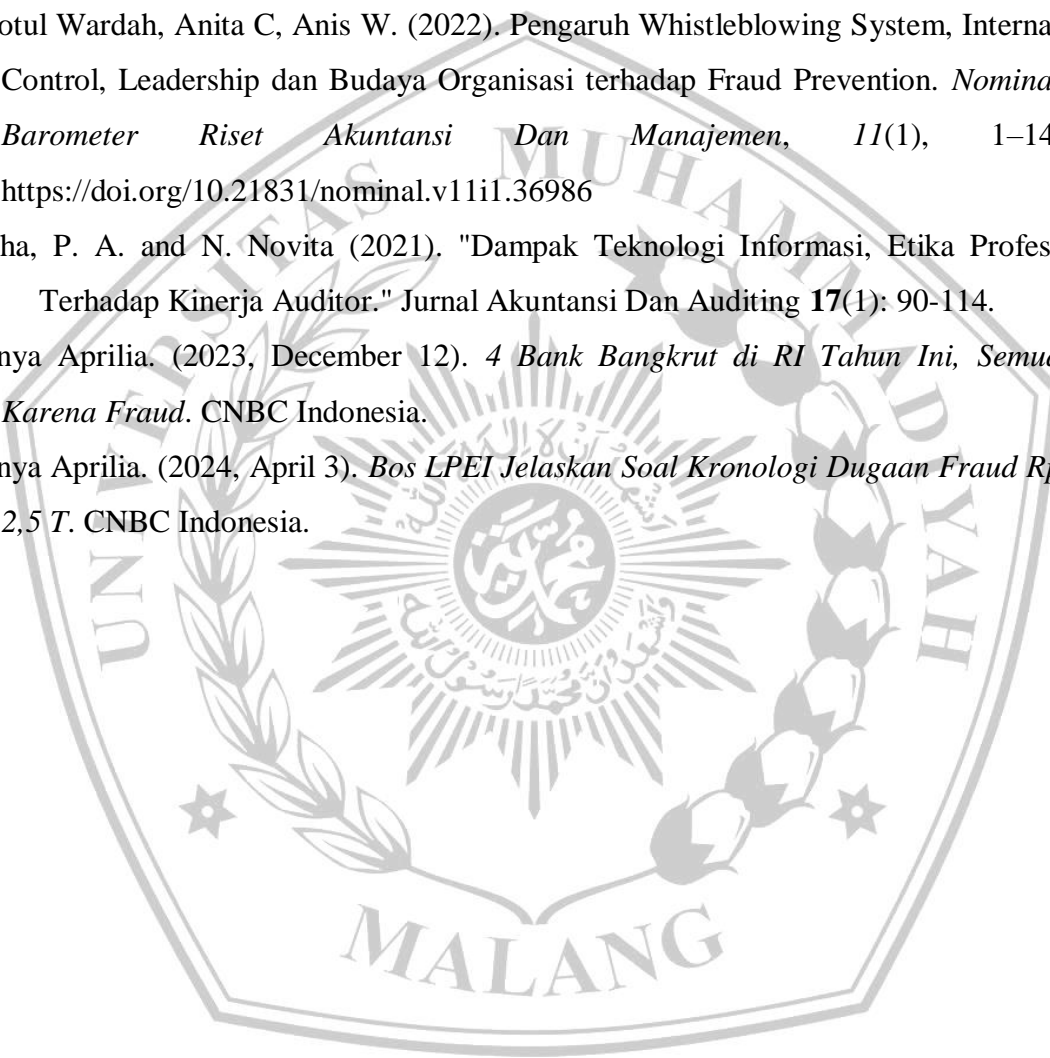 otul Wardah, Anita C, Anis W. (2022). Pengaruh Whistleblowing System, Interna
Control, Leadership dan Budaya Organisasi terhadap Fraud Prevention. Nomina
Barometer Riset Akuntansi Dan Manajemen, 11(1), 1–14
https://doi.org/10.21831/nominal.v11i1.36986
ha, P. A. and N. Novita (2021). "Dampak Teknologi Informasi, Etika Profes
Terhadap Kinerja Auditor." Jurnal Akuntansi Dan Auditing 17(1): 90-114.
nya Aprilia. (2023, December 12). 4 Bank Bangkrut di RI Tahun Ini, Semua
Karena Fraud. CNBC Indonesia.
nya Aprilia. (2024, April 3). Bos LPEI Jelaskan Soal Kronologi Dugaan Fraud Rp
2,5 T. CNBC Indonesia.
UNIVERSITAS MUHAMMADIYAH
MALANG